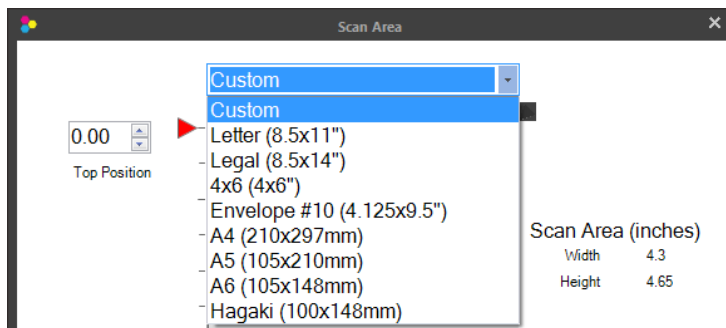 Scan Area
Custom
Custom
Letter (8.5x11")
Legal (8.5x14")
4x6 (4x6")
Envelope #10 (4.125x9.5")
A4 (210x297mm)
A5 (105x210mm)
A6 (105x148mm)
Hagaki (100x148mm)
0.00
Top Position
Scan Area (inches)
Width 4.3
Height 4.65